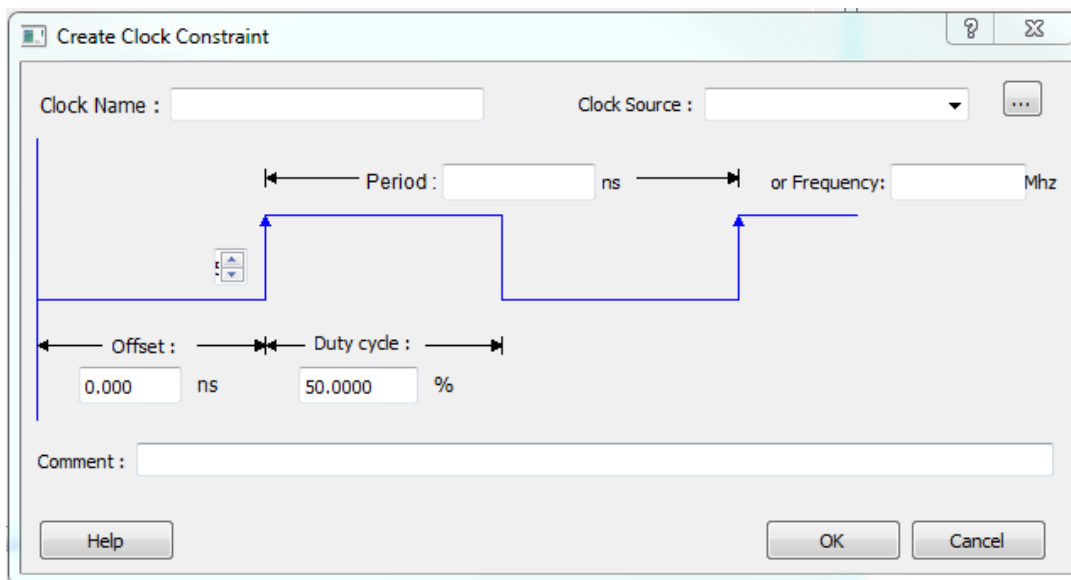 Create Clock Constraint
Clock Name :
Clock Source :
...
Period :
ns
or Frequency:
Mhz
Offset :
Duty cycle :
0.000
ns
50.0000
%
Comment :
Help
OK
Cancel